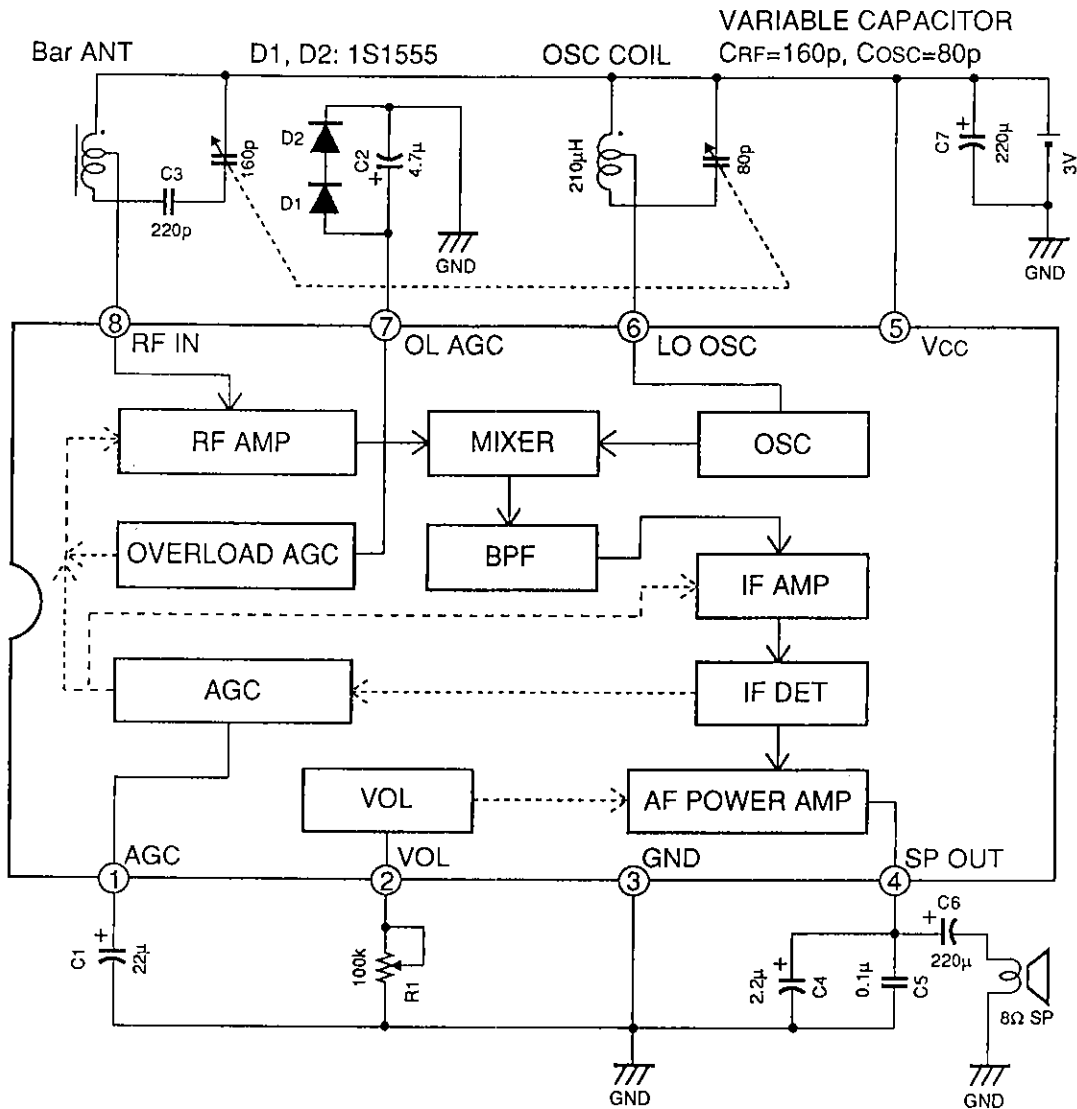 VARIABLE CAPACITOR
Bar ANT
D1, D2: 1S1555
OSC COIL
CRF=160p, COSC=80p
C3
220p
160p
D2
D1
C2
+
4.7μ
GND
210μH
80p
C7
+
220μ
3V
GND
8
7
6
5
RF IN
OL AGC
LO OSC
VCC
RF AMP
MIXER
OSC
OVERLOAD AGC
BPF
IF AMP
AGC
IF DET
VOL
AF POWER AMP
AGC
VOL
GND
SP OUT
1
2
3
4
C1
+
22μ
100k
R1
2.2μ
+
C4
0.1μ
C5
C6
+
220μ
8Ω SP
GND
GND